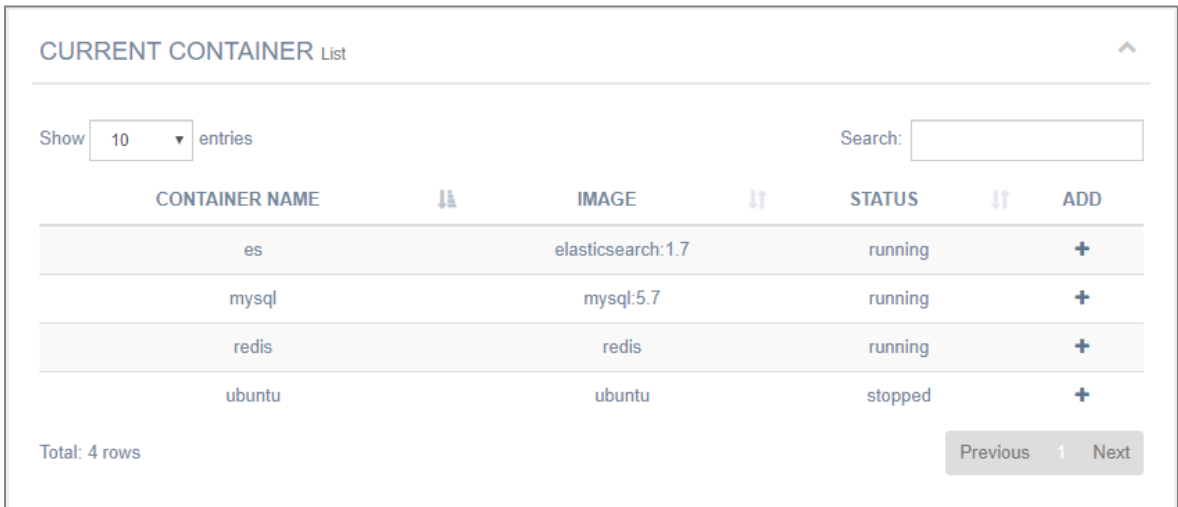 CURRENT CONTAINER List
Show 10 entries Search:
CONTAINER NAME IMAGE STATUS ADD
es elasticsearch:1.7 running
mysql mysql:5.7 running
redis redis running
ubuntu ubuntu stopped
Total: 4 rows Previous 1 Next